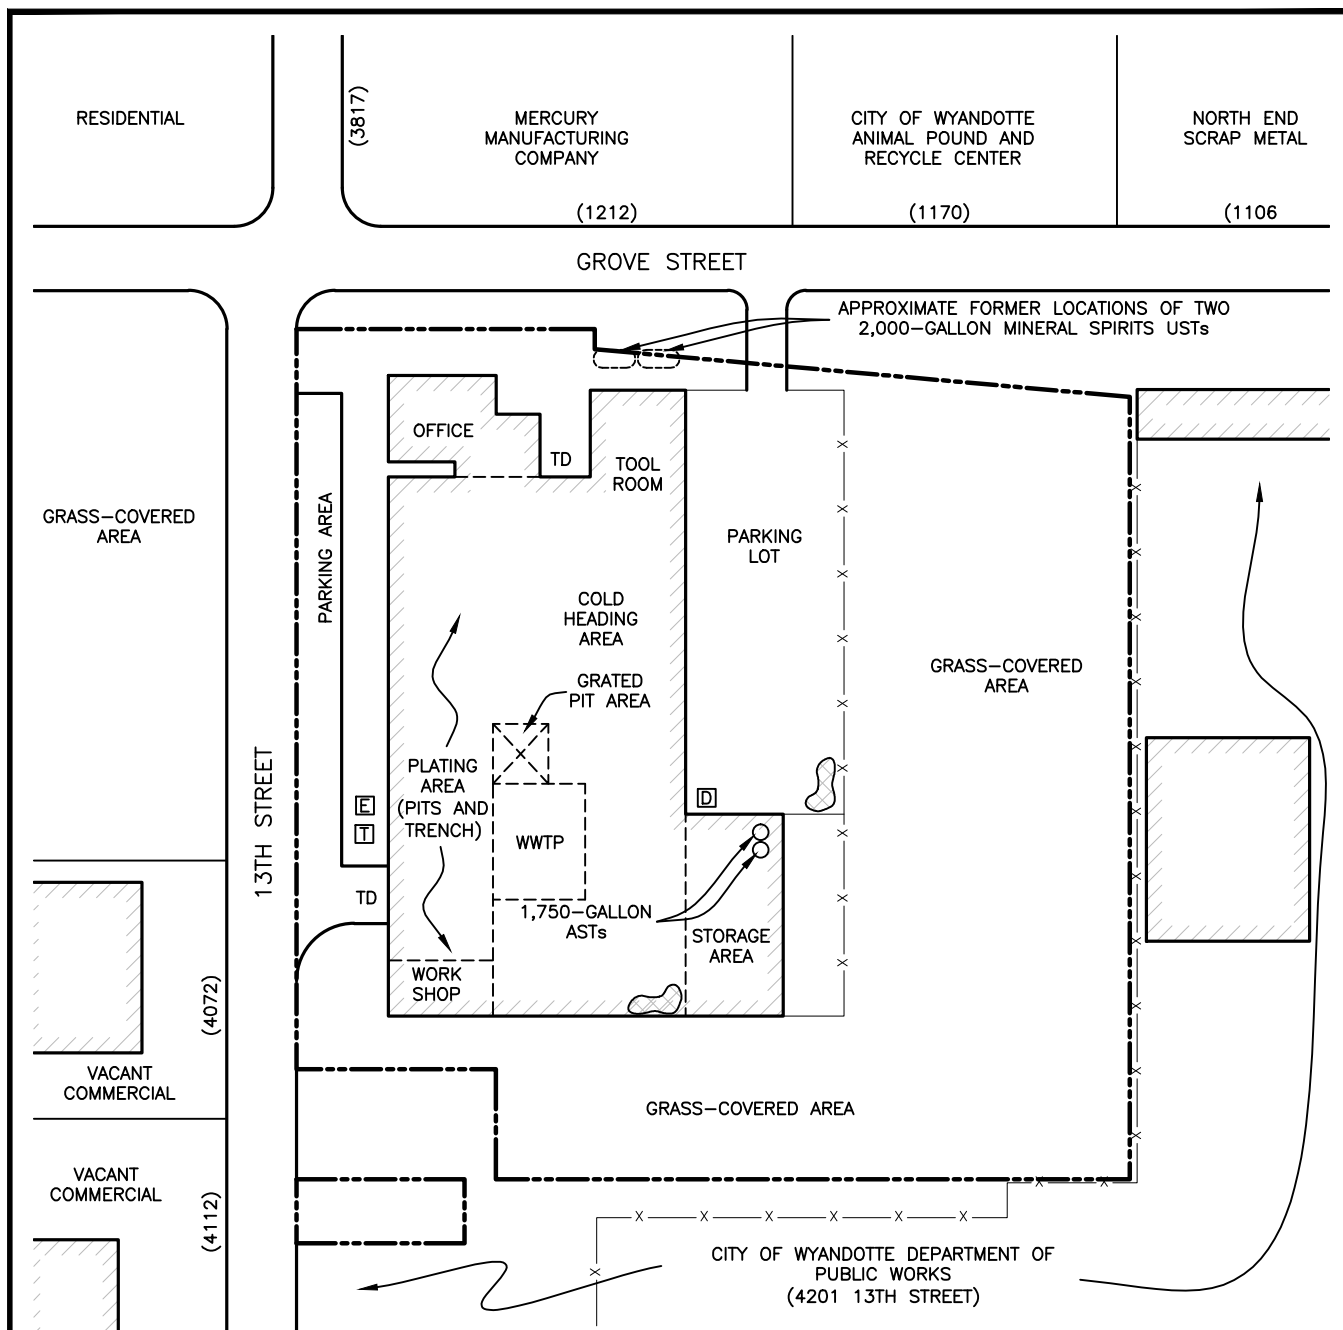 RESIDENTIAL
(3817)
MERCURY
MANUFACTURING
COMPANY
(1212)
CITY OF WYANDOTTE
ANIMAL POUND AND
RECYCLE CENTER
(1170)
NORTH END
SCRAP METAL
(1106
GROVE STREET
APPROXIMATE FORMER LOCATIONS OF TWO
2,000-GALLON MINERAL SPIRITS USTs
OFFICE
TD
TOOL
ROOM
GRASS-COVERED
AREA
PARKING AREA
PARKING
LOT
COLD
HEADING
AREA
GRASS-COVERED
AREA
GRATED
PIT AREA
13TH STREET
PLATING
AREA
(PITS AND
TRENCH)
E
T
D
WWTP
TD
1,750-GALLON
ASTs
STORAGE
AREA
WORK
SHOP
(4072)
VACANT
COMMERCIAL
GRASS-COVERED AREA
VACANT
COMMERCIAL
(4112)
CITY OF WYANDOTTE DEPARTMENT OF
PUBLIC WORKS
(4201 13TH STREET)